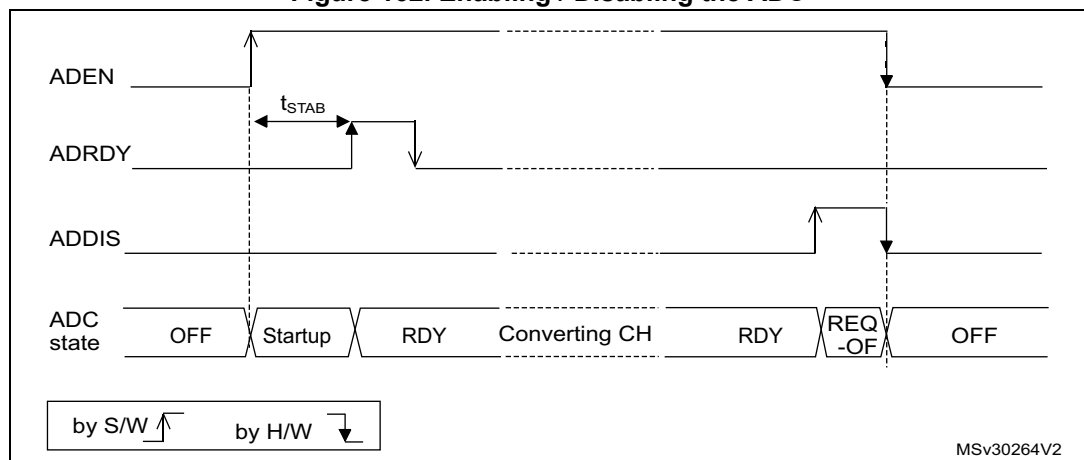 ADEN
tSTAB
ADRDY
ADDIS
ADC
state
OFF
Startup
RDY
Converting CH
RDY
REQ
-OF
OFF
by S/W
by H/W
MSv30264V2